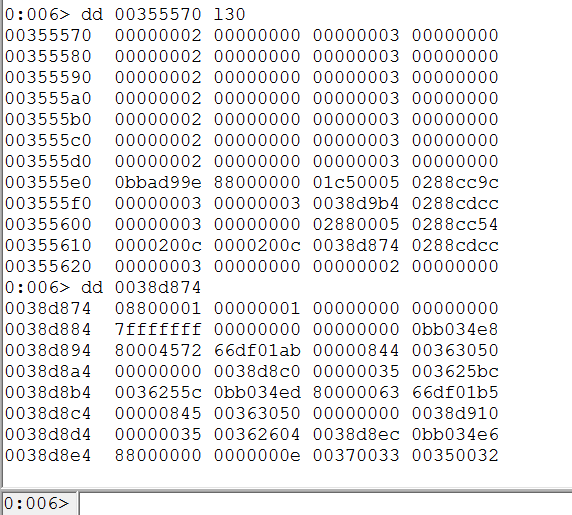 0:006> dd 00355570 l30
00355570  00000002 00000000 00000003 00000000
00355580  00000002 00000000 00000003 00000000
00355590  00000002 00000000 00000003 00000000
003555a0  00000002 00000000 00000003 00000000
003555b0  00000002 00000000 00000003 00000000
003555c0  00000002 00000000 00000003 00000000
003555d0  00000002 00000000 00000003 00000000
003555e0  0bbad99e 88000000 01c50005 0288cc9c
003555f0  00000003 00000003 0038d9b4 0288cdcc
00355600  00000003 00000000 02880005 0288cc54
00355610  0000200c 0000200c 0038d874 0288cdcc
00355620  00000003 00000000 00000002 00000000
0:006> dd 0038d874
0038d874  08800001 00000001 00000000 00000000
0038d884  7fffffff 00000000 00000000 0bb034e8
0038d894  80004572 66df01ab 00000844 00363050
0038d8a4  00000000 0038d8c0 00000035 003625bc
0038d8b4  0036255c 0bb034ed 80000063 66df01b5
0038d8c4  00000845 00363050 00000000 0038d910
0038d8d4  00000035 00362604 0038d8ec 0bb034e6
0038d8e4  88000000 0000000e 00370033 00350032
0:006>